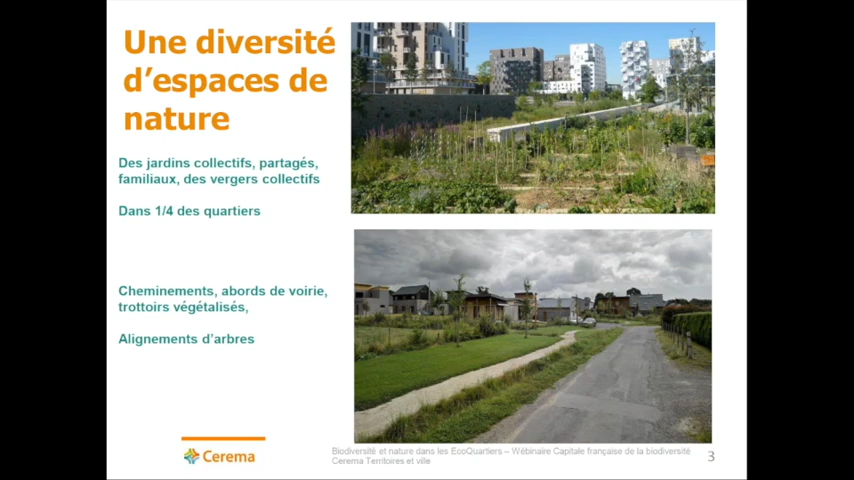 Une diversité
d’espaces de
nature
Des jardins collectifs, partagés,
familiaux, des vergers collectifs
Dans 1/4 des quartiers
Cheminements, abords de voirie,
trottoirs végétalisés,
Alignements d’arbres
Cerema
Biodiversité et nature dans les EcoQuartiers – Wébinaire Capitale française de la biodiversité
Cerema Territoires et ville
3